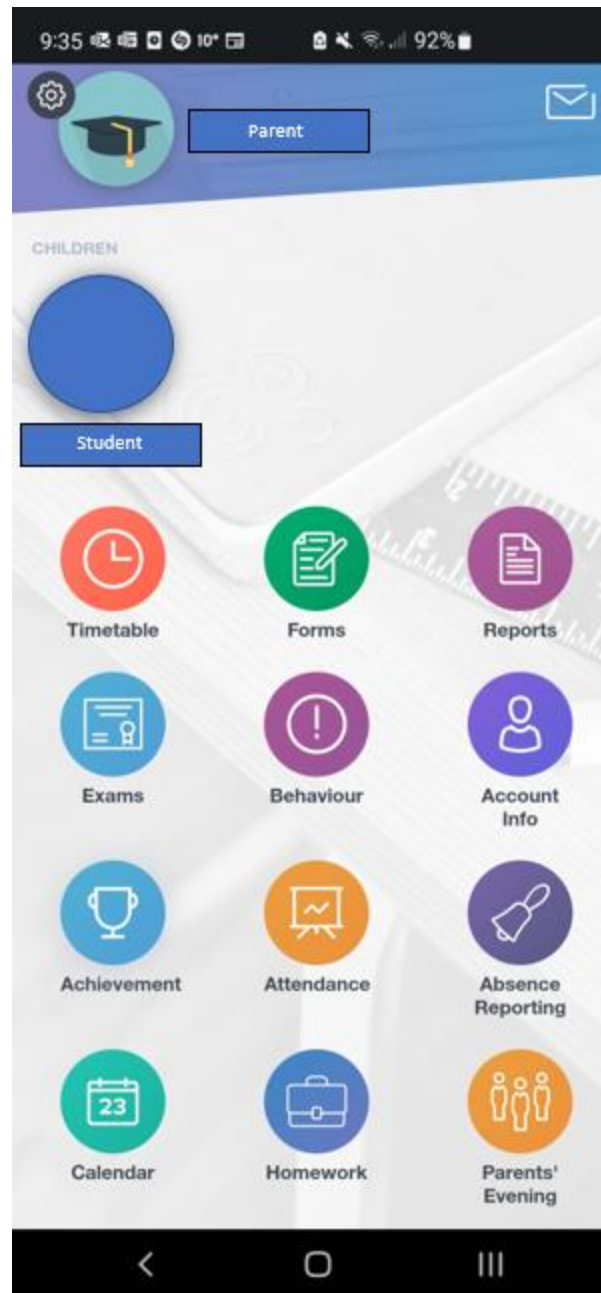 9:35 10° 92%
Parent
CHILDREN
Student
Timetable Forms Reports
Exams Behaviour Account
Info
Achievement Attendance Absence
Reporting
23
Calendar Homework Parents'
Evening